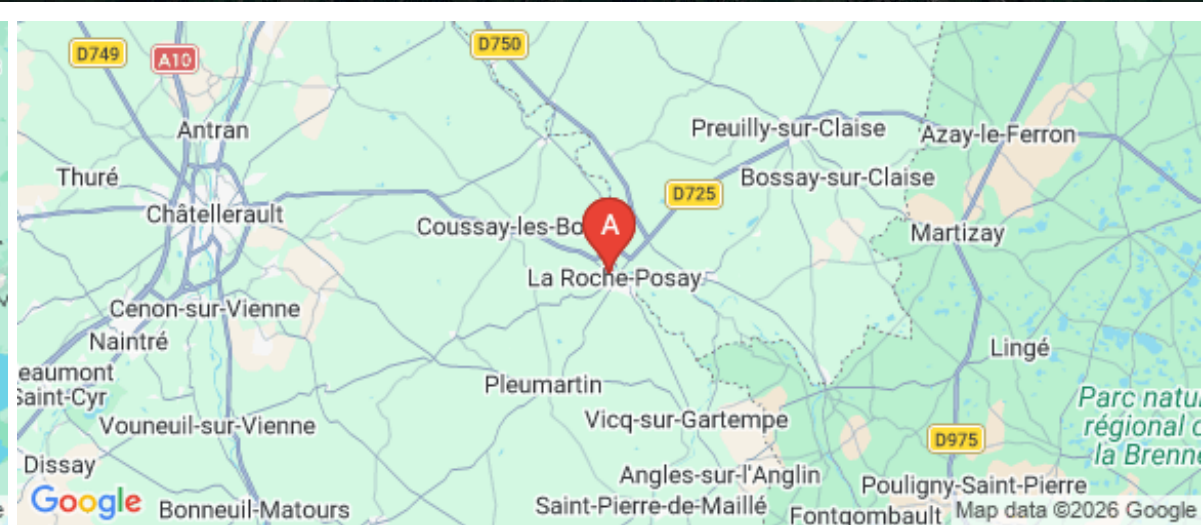 D749
A10
D750
Antran
Preuilly-sur-Claise
Azay-le-Ferron
Thuré
Bossay-sur-Claise
D725
Châtellerault
Coussay-les-Bo
A
Martizay
La Roche-Posay
Cenon-sur-Vienne
Naintré
Lingé
eaumont
Saint-Cyr
Pleumartin
Parc natu
régional
la Brenne
Vouneuil-sur-Vienne
Vicq-sur-Gartempe
D975
Dissay
Angles-sur-l'Anglin
Pouligny-Saint-Pierre
Google
Bonneuil-Matours
Saint-Pierre-de-Maillé
Fontgombault
Map data ©2026 Google